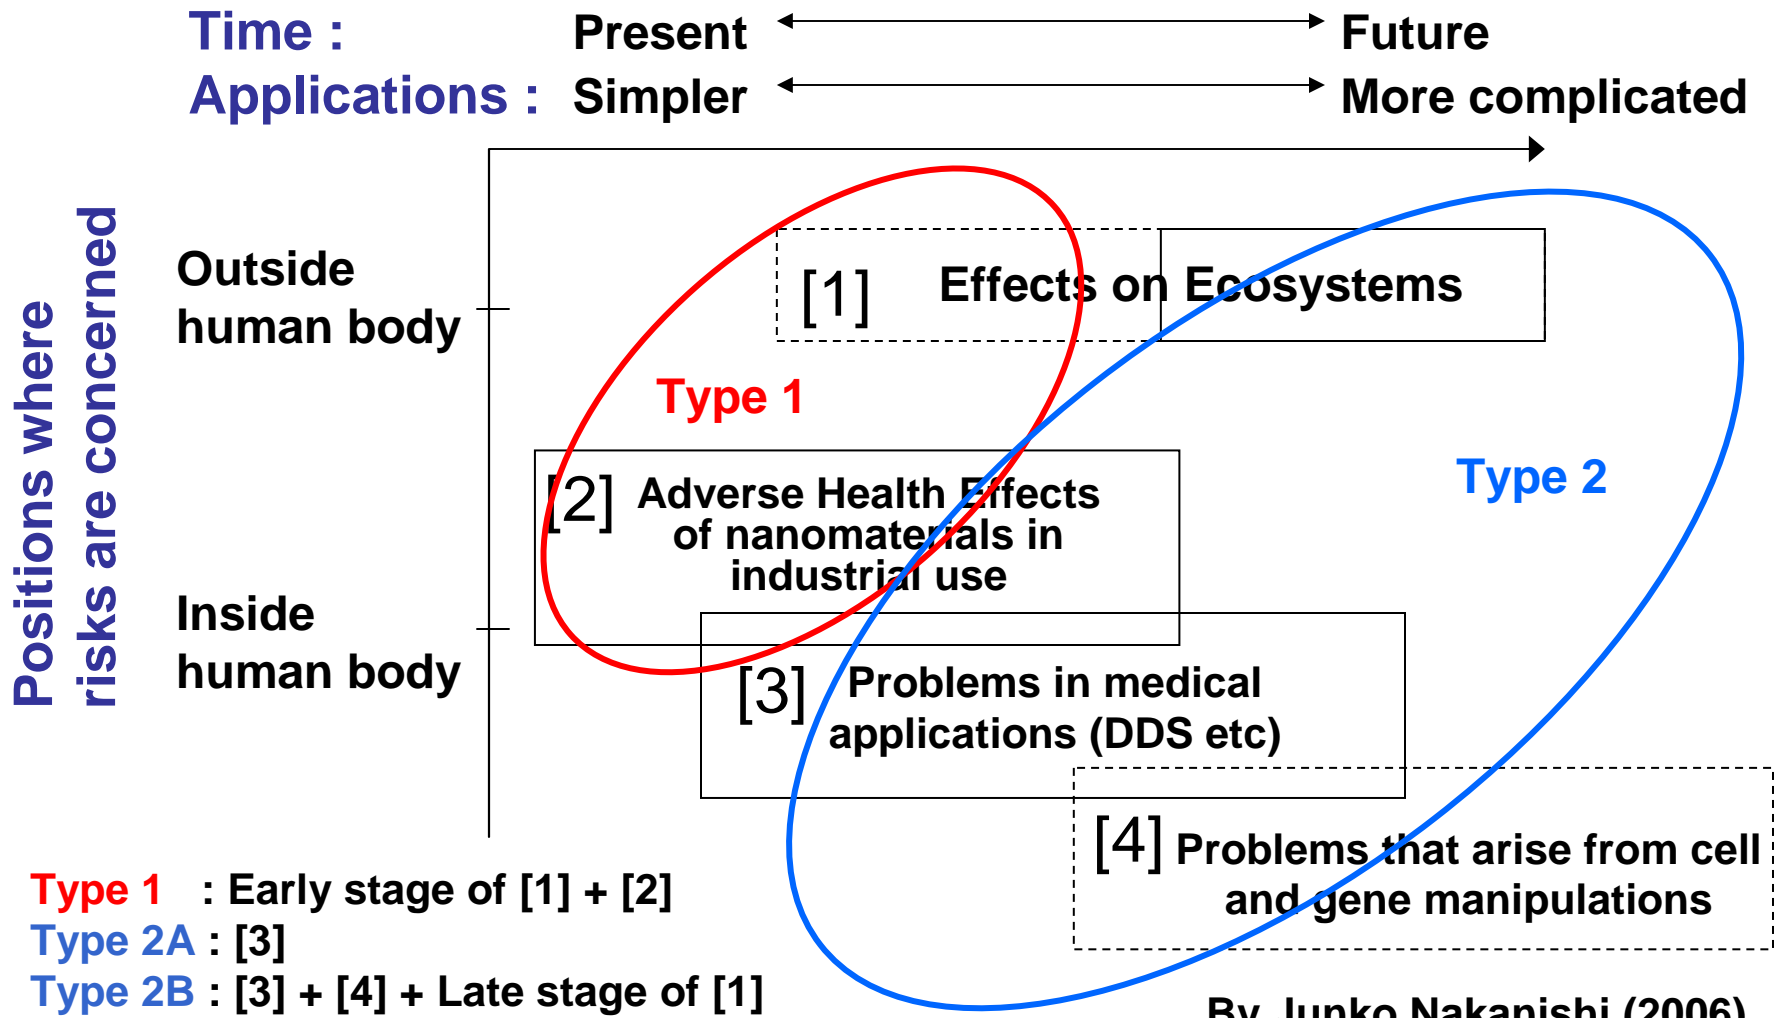 Time : Present Future
Applications : Simpler More complicated
Positions where
risks are concerned
Outside
human body
[1] Effects on Ecosystems
Type 1
Type 2
[2] Adverse Health Effects
of nanomaterials in
industrial use
Inside
human body
[3] Problems in medical
applications (DDS etc)
[4] Problems that arise from cell
and gene manipulations
Type 1 : Early stage of [1] + [2]
Type 2A : [3]
Type 2B : [3] + [4] + Late stage of [1]
By Junko Nakanishi (2006)